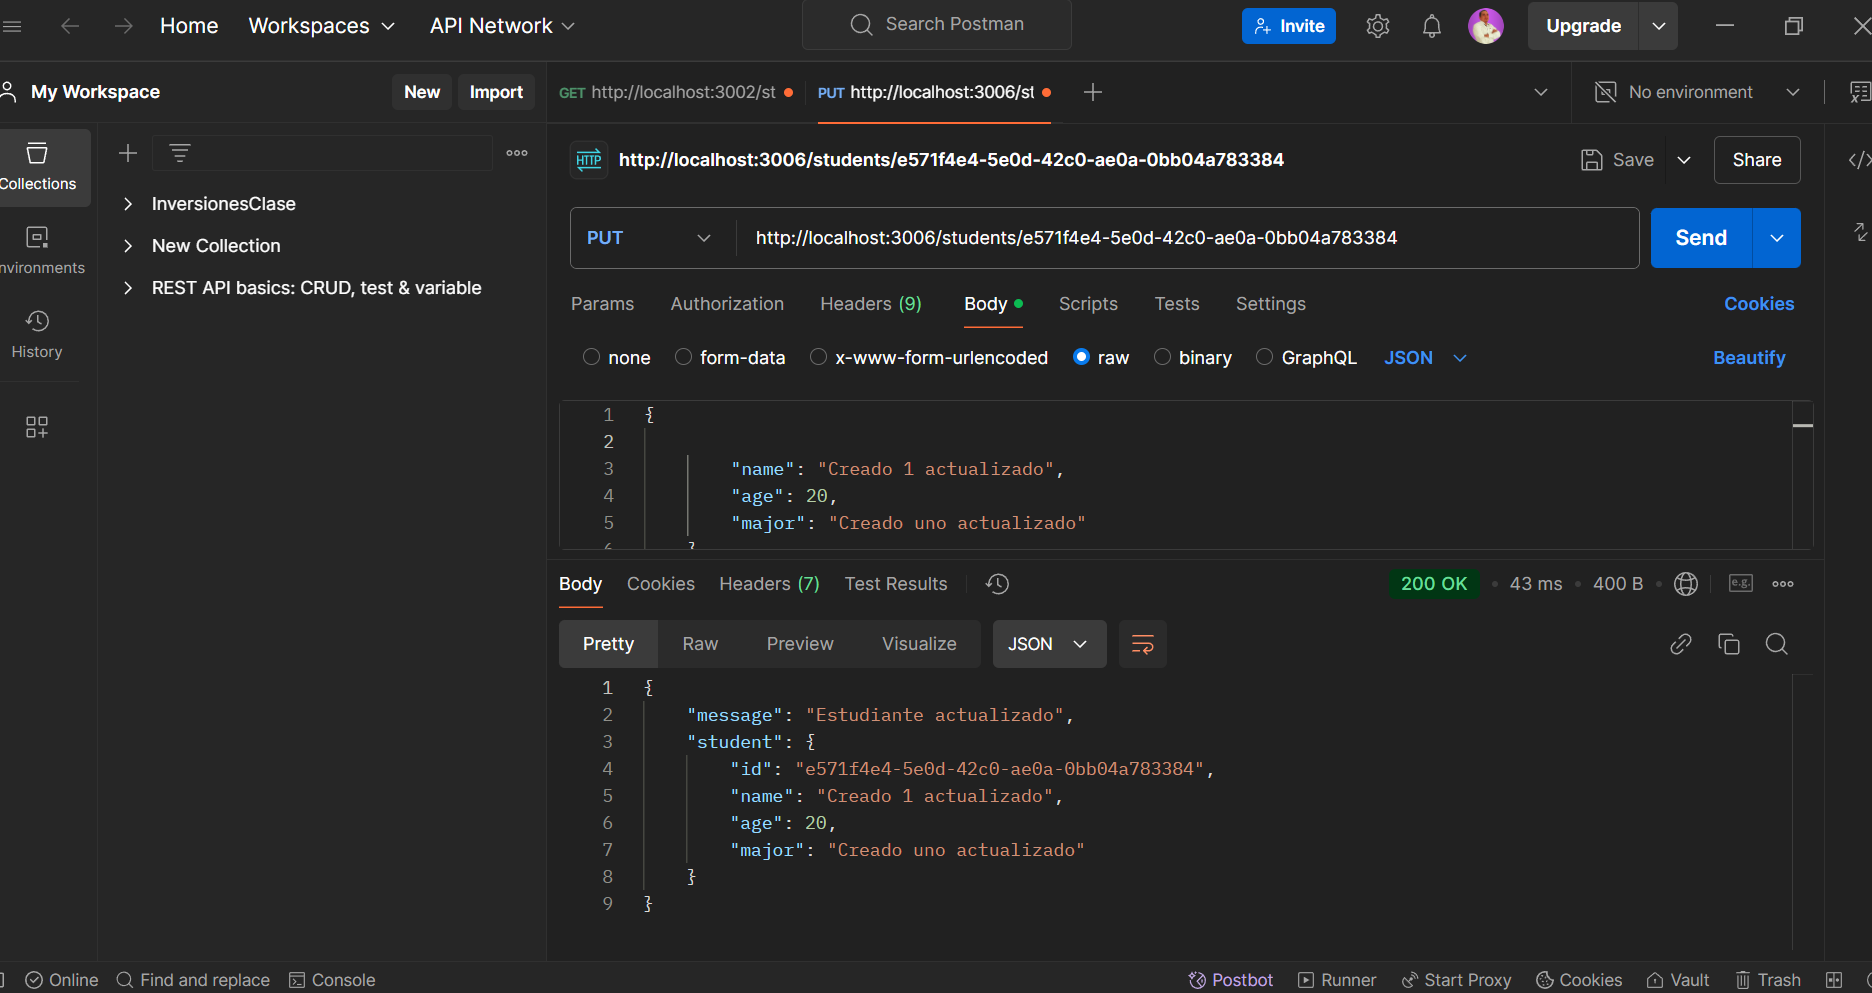 Home Workspaces API Network Search Postman Invite Upgrade
My Workspace New Import GET http://localhost:3002/st PUT http://localhost:3006/st No environment
Collections
InversionesClase
New Collection
REST API basics: CRUD, test & variable
nvironments
History
HTTP http://localhost:3006/students/e571f4e4-5e0d-42c0-ae0a-0bb04a783384 Save Share
PUT http://localhost:3006/students/e571f4e4-5e0d-42c0-ae0a-0bb04a783384 Send
Params Authorization Headers (9) Body Scripts Tests Settings Cookies
none form-data x-www-form-urlencoded raw binary GraphQL JSON Beautify
1 {
2
3 "name": "Creado 1 actualizado",
4 "age": 20,
5 "major": "Creado uno actualizado"
6 }
Body Cookies Headers (7) Test Results 200 OK 43 ms 400 B e.g.
Pretty Raw Preview Visualize JSON
1 {
2 "message": "Estudiante actualizado",
3 "student": {
4 "id": "e571f4e4-5e0d-42c0-ae0a-0bb04a783384",
5 "name": "Creado 1 actualizado",
6 "age": 20,
7 "major": "Creado uno actualizado"
8 }
9 }
Online Find and replace Console Postbot Runner Start Proxy Cookies Vault Trash